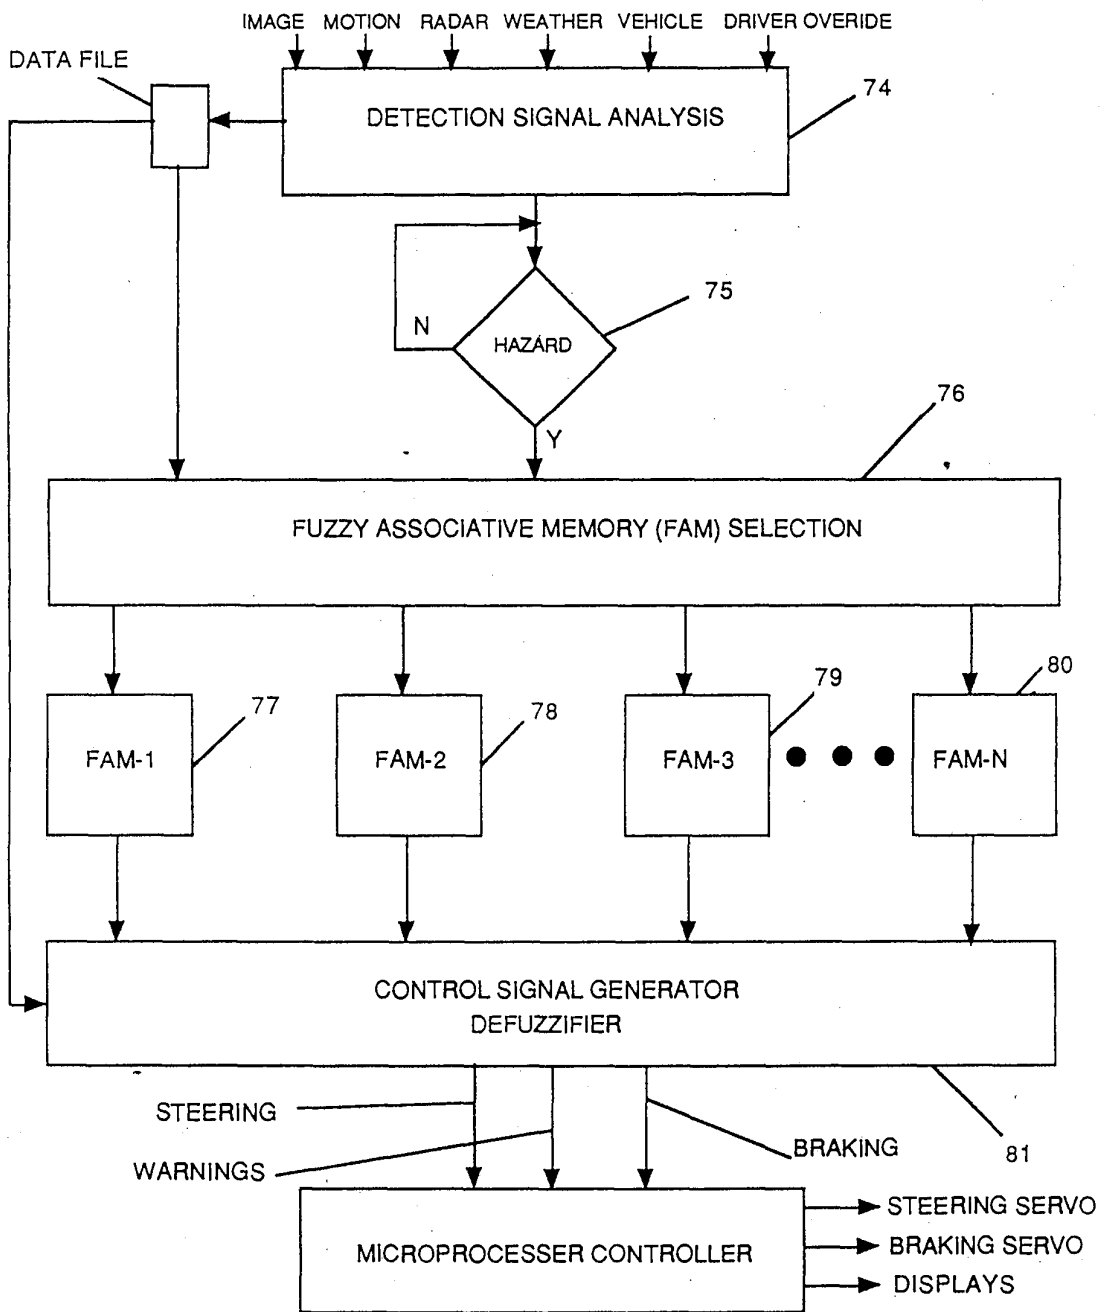 IMAGE MOTION RADAR WEATHER VEHICLE DRIVER OVERIDE
DATA FILE
74
DETECTION SIGNAL ANALYSIS
75
N
HAZARD
Y
76
FUZZY ASSOCIATIVE MEMORY (FAM) SELECTION
77
78
79
80
FAM-1
FAM-2
FAM-3
FAM-N
CONTROL SIGNAL GENERATOR
DEFUZZIFIER
STEERING
WARNINGS
BRAKING
81
MICROPROCESSER CONTROLLER
STEERING SERVO
BRAKING SERVO
DISPLAYS